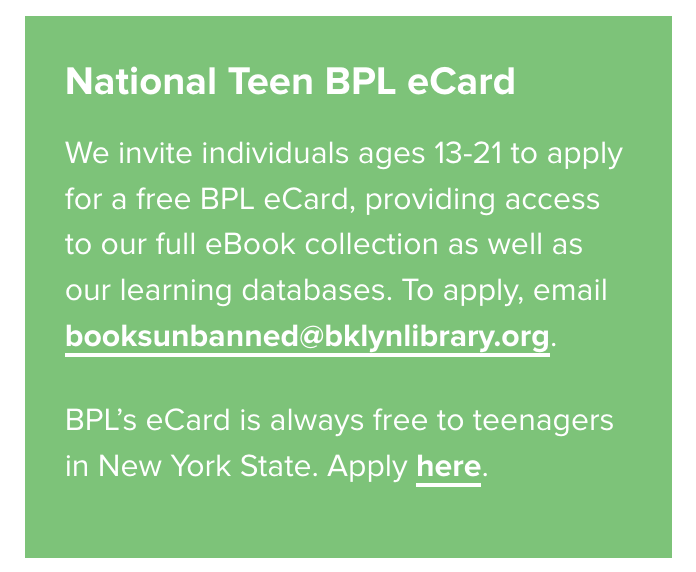 National Teen BPL eCard
We invite individuals ages 13-21 to apply
for a free BPL eCard, providing access
to our full eBook collection as well as
our learning databases. To apply, email
booksunbanned@bklynlibrary.org.
BPL’s eCard is always free to teenagers
in New York State. Apply here.